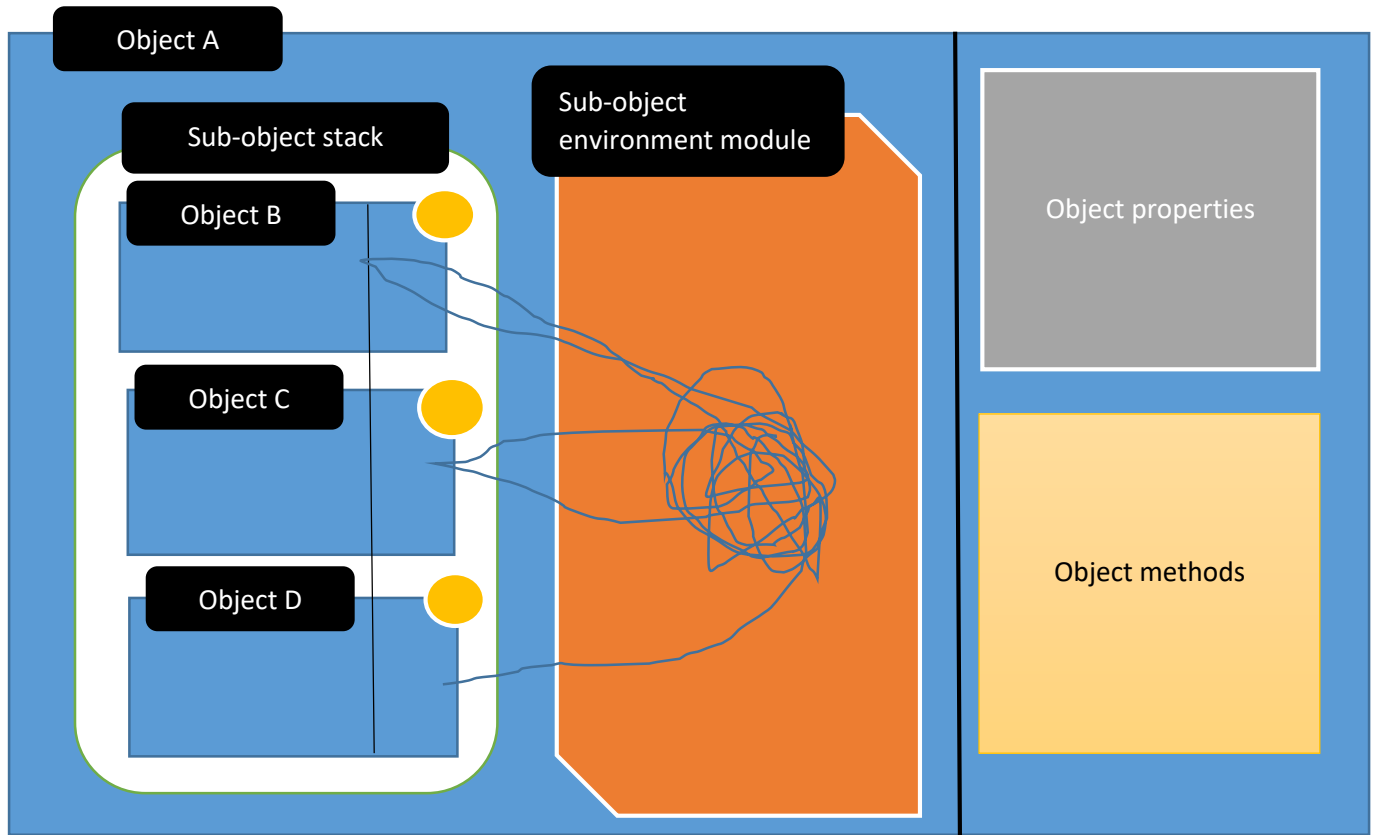 Object A
Sub-object stack
Object B
Object C
Object D
Sub-object
environment module
Object properties
Object methods